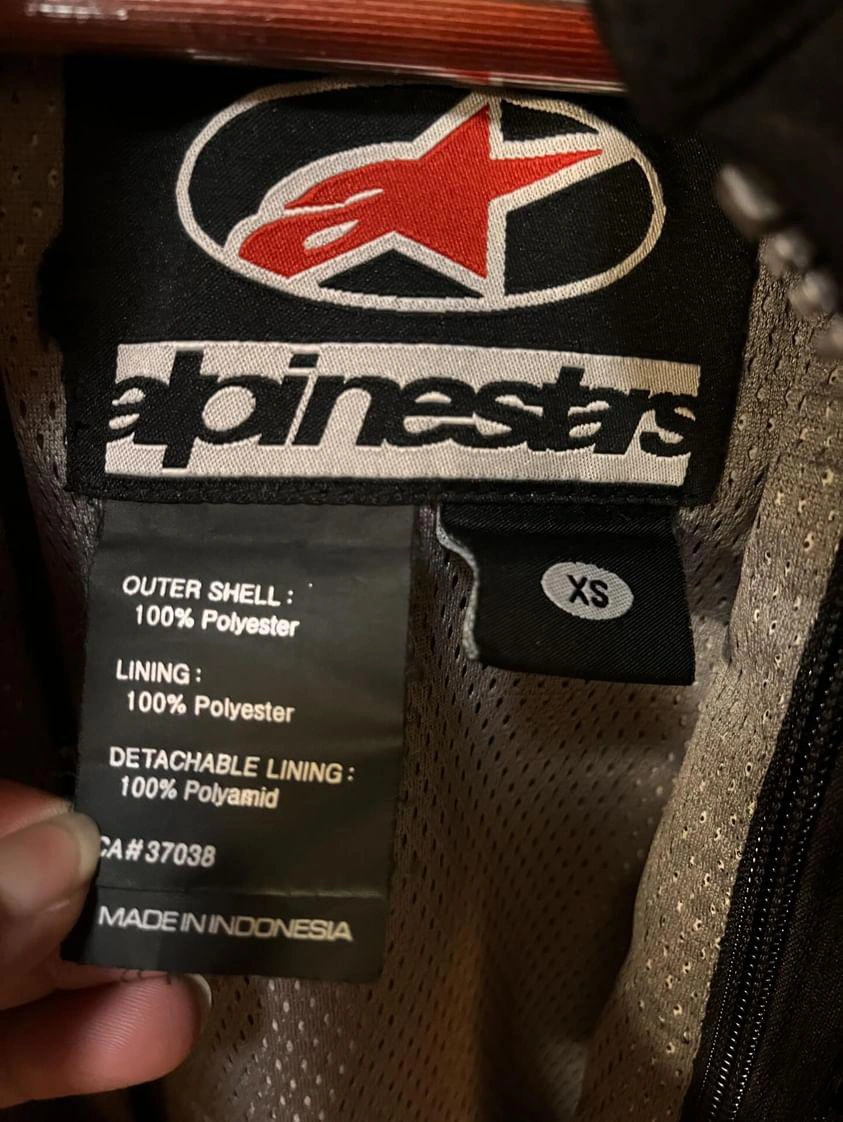 alpinestars
XS
OUTER SHELL:
100% Polyester
LINING:
100% Polyester
DETACHABLE LINING:
100% Polyamid
CA#37038
MADE IN INDONESIA